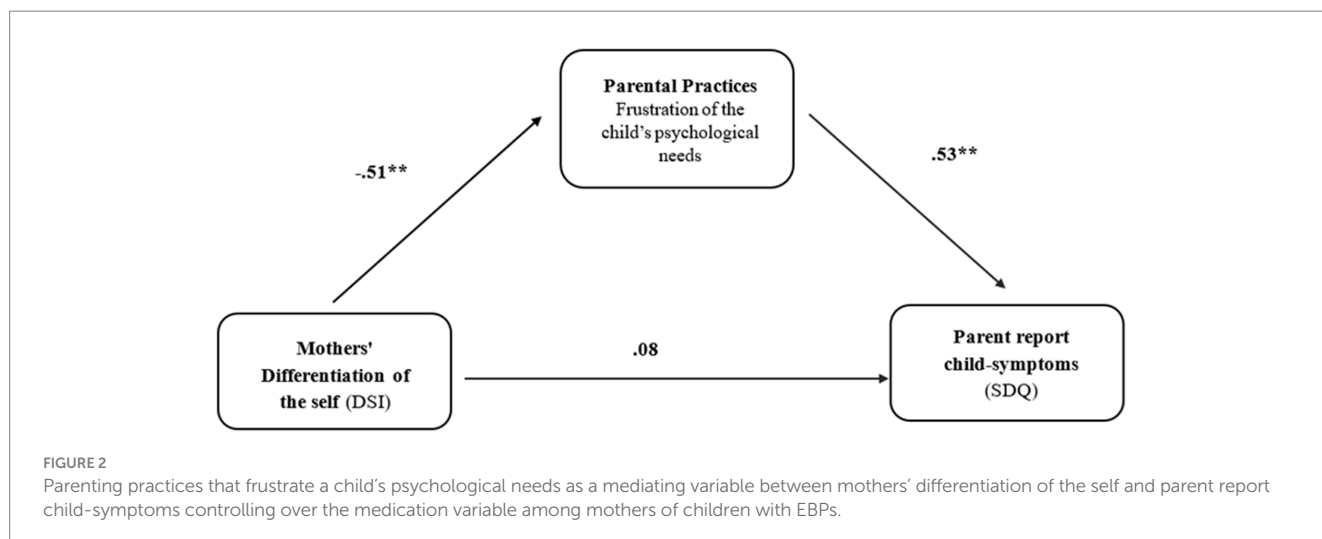 Parental Practices
Frustration of the
child's psychological
needs
-.51**
.53**
Mothers'
Differentiation of
the self (DSI)
.08
Parent report
child-symptoms
(SDQ)
FIGURE 2
Parenting practices that frustrate a child's psychological needs as a mediating variable between mothers' differentiation of the self and parent report
child-symptoms controlling over the medication variable among mothers of children with EBPs.